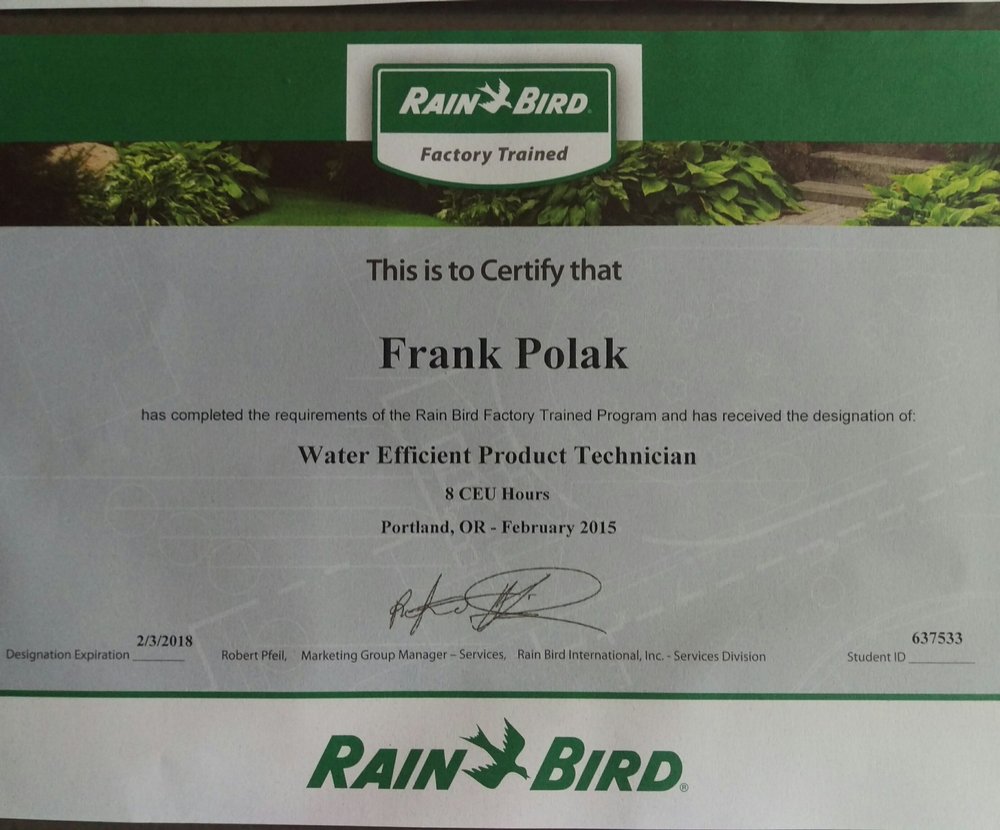 RAIN BIRD
Factory Trained
This is to Certify that
Frank Polak
has completed the requirements of the Rain Bird Factory Trained Program and has received the designation of:
Water Efficient Product Technician
8 CEU Hours
Portland, OR - February 2015
2/3/2018
637533
Designation Expiration ________ Robert Pfeil, Marketing Group Manager – Services, Rain Bird International, Inc. - Services Division Student ID __________
RAIN BIRD®